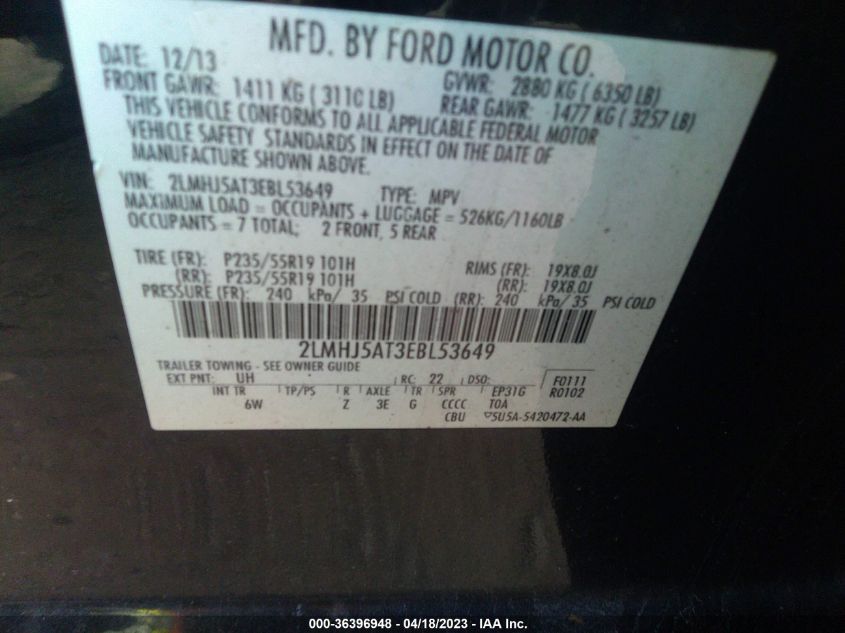 MFD. BY FORD MOTOR CO.
DATE: 12/13 GVWR: 2880 KG ( 6350 LB)
FRONT GAWR: 1411 KG ( 3110 LB) REAR GAWR: 1477 KG ( 3257 LB)
THIS VEHICLE CONFORMS TO ALL APPLICABLE FEDERAL MOTOR
VEHICLE SAFETY STANDARDS IN EFFECT ON THE DATE OF
MANUFACTURE SHOWN ABOVE.
VIN: 2LMHJ5AT3EBL53649 TYPE: MPV
MAXIMUM LOAD = OCCUPANTS + LUGGAGE = 526KG/1160LB
OCCUPANTS = 7 TOTAL; 2 FRONT, 5 REAR
TIRE (FR): P235/55R19 101H RIMS (FR): 19X8.0J
(RR): P235/55R19 101H (RR): 19X8.0J
PRESSURE (FR): 240 kPa/ 35 PSI COLD (RR): 240 kPa/ 35 PSI COLD
2LMHJ5AT3EBL53649
TRAILER TOWING - SEE OWNER GUIDE
EXT PNT: UH RC: 22 DSO: F0111
INT TR TP/PS R AXLE TR SPR EP31G R0102
6W Z 3E G CCCC TOA
CBU 5U5A-5420472-AA
000-36396948 - 04/18/2023 - IAA Inc.